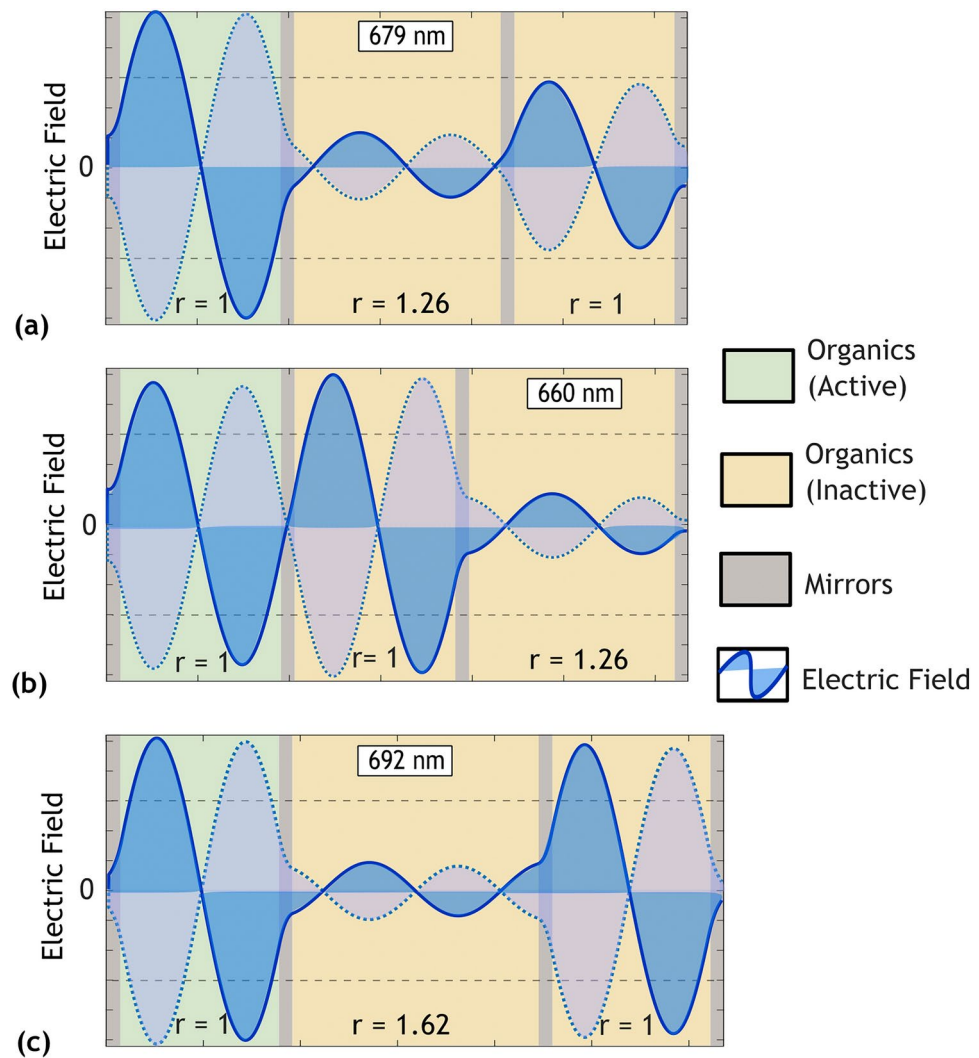 679 nm
Electric Field
0
r = 1
r = 1.26
r = 1
(a)
660 nm
Electric Field
0
r = 1
r= 1
r = 1.26
(b)
692 nm
Electric Field
0
r = 1
r = 1.62
r = 1
(c)
Organics
(Active)
Organics
(Inactive)
Mirrors
Electric Field